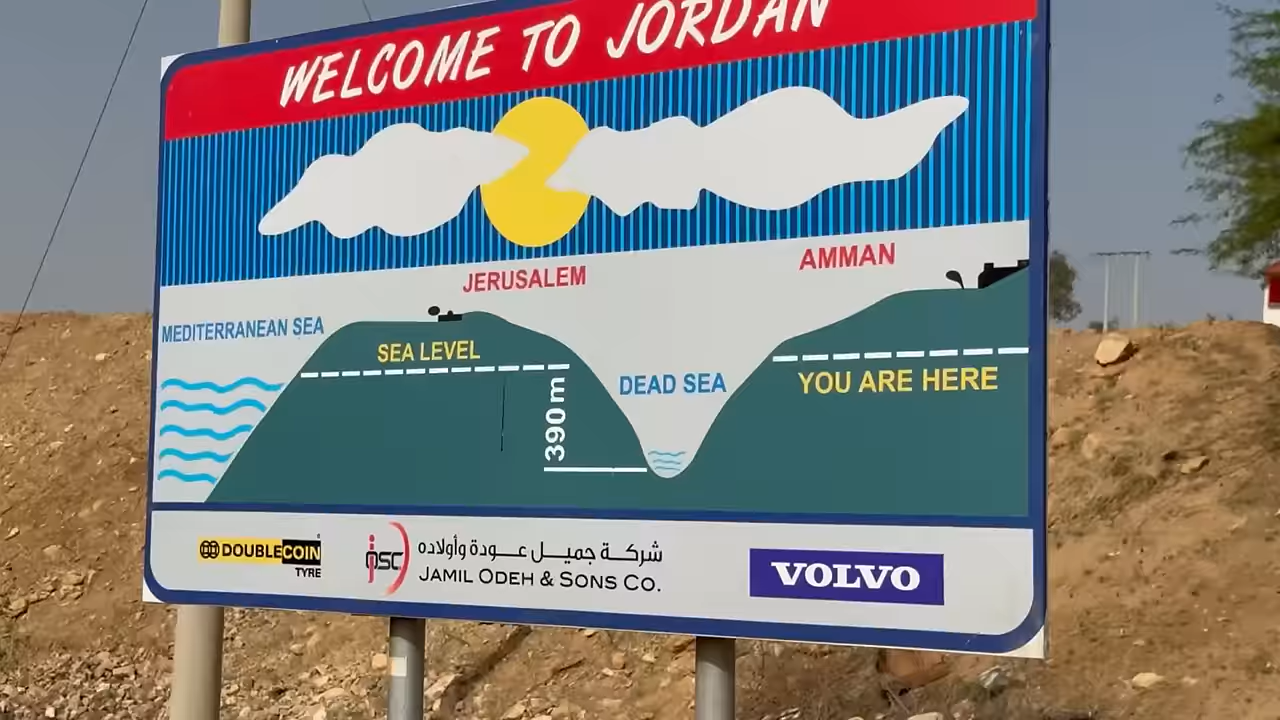 WELCOME TO JORDAN
JERUSALEM
AMMAN
MEDITERRANEAN SEA
SEA LEVEL
DEAD SEA
YOU ARE HERE
390 m
DOUBLECOIN
TYRE
josc
شركة جميل عودة وأولاده
JAMIL ODEH & SONS CO.
VOLVO